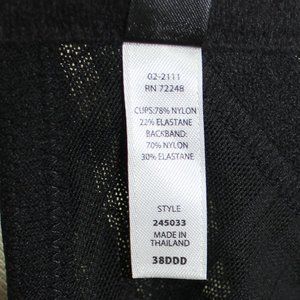 02-2111
RN 72248
CUPS:78% NYLON
22% ELASTANE
BACKBAND:
70% NYLON
30% ELASTANE
STYLE
245033
MADE IN
THAILAND
38DDD